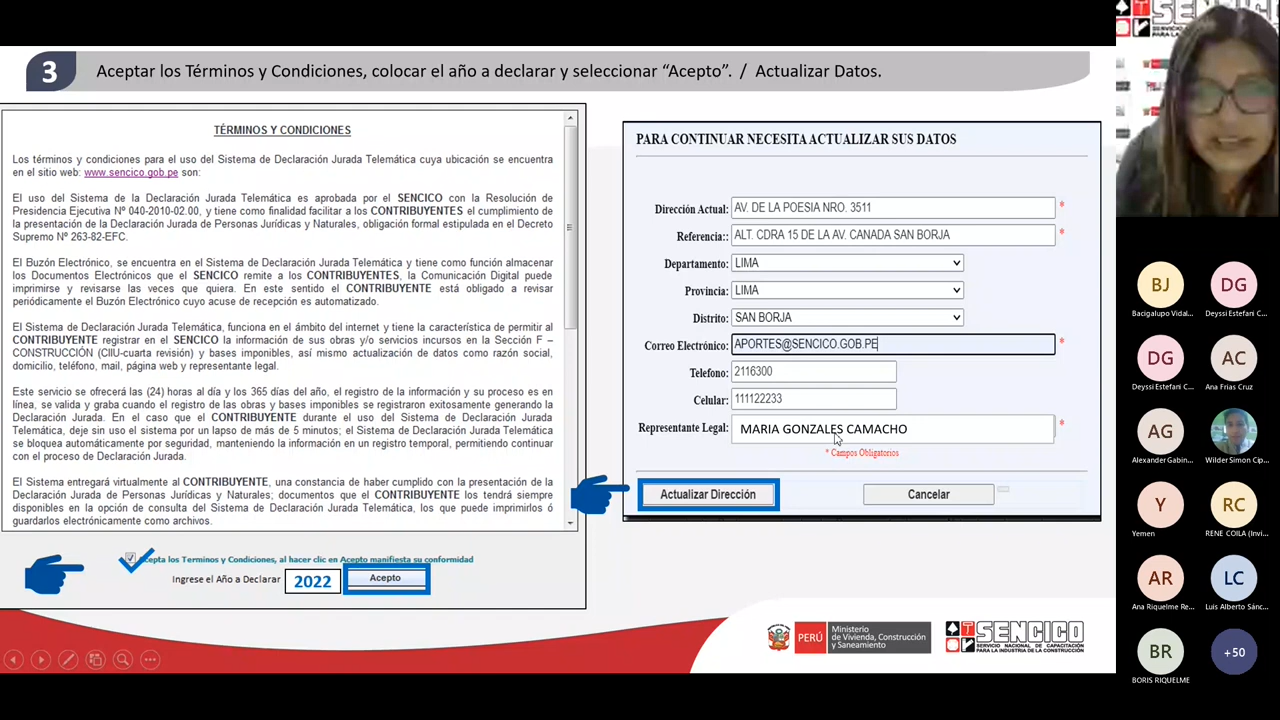 3
Aceptar los Términos y Condiciones, colocar el año a declarar y seleccionar “Acepto”. / Actualizar Datos.
TÉRMINOS Y CONDICIONES
Los términos y condiciones para el uso del Sistema de Declaración Jurada Telemática cuya ubicación se encuentra
en el sitio web: www.sencico.gob.pe son:
El uso del Sistema de la Declaración Jurada Telemática es aprobada por el SENCICO con la Resolución de
Presidencia Ejecutiva Nº 040-2010-02.00, y tiene como finalidad facilitar a los CONTRIBUYENTES el cumplimiento de
la presentación de la Declaración Jurada de Personas Jurídicas y Naturales, obligación formal estipulada en el Decreto
Supremo Nº 263-82-EFC.
El Buzón Electrónico, se encuentra en el Sistema de Declaración Jurada Telemática y tiene como función almacenar
los Documentos Electrónicos que el SENCICO remite a los CONTRIBUYENTES, la Comunicación Digital puede
imprimirse y revisarse las veces que quiera. En este sentido el CONTRIBUYENTE está obligado a revisar
periódicamente el Buzón Electrónico cuyo acuse de recepción es automatizado.
El Sistema de Declaración Jurada Telemática, funciona en el ámbito del internet y tiene la característica de permitir al
CONTRIBUYENTE registrar en el SENCICO la información de sus obras y/o servicios incursos en la Sección F –
CONSTRUCCIÓN (CIIU-cuarta revisión) y bases imponibles, así mismo actualización de datos como razón social,
domicilio, teléfono, mail, página web y representante legal.
Este servicio se ofrecerá las (24) horas al día y los 365 días del año, el registro de la información y su proceso es en
línea, se valida y graba cuando el registro de las obras y bases imponibles se registraron exitosamente generando la
Declaración Jurada. En el caso que el CONTRIBUYENTE durante el uso del Sistema de Declaración Jurada
Telemática, deje sin uso el sistema por un lapso de más de 5 minutos; el Sistema de Declaración Jurada Telemática
se bloquea automáticamente por seguridad, manteniendo la información en un registro temporal, permitiendo continuar
con el proceso de Declaración Jurada.
El Sistema entregará virtualmente al CONTRIBUYENTE, una constancia de haber cumplido con la presentación de la
Declaración Jurada de Personas Jurídicas y Naturales; documentos que el CONTRIBUYENTE los tendrá siempre
disponibles en la opción de consulta del Sistema de Declaración Jurada Telemática, los que puede imprimirlos ó
guardarlos electrónicamente como archivos.
cepta los Terminos y Condiciones, al hacer clic en Acepto manifiesta su conformidad
Ingrese el Año a Declarar 2022 Acepto
PARA CONTINUAR NECESITA ACTUALIZAR SUS DATOS
Dirección Actual: AV. DE LA POESIA NRO. 3511 *
Referencia:: ALT. CDRA 15 DE LA AV. CANADA SAN BORJA *
Departamento: LIMA
Provincia: LIMA
Distrito: SAN BORJA
Correo Electrónico: APORTES@SENCICO.GOB.PE *
Telefono: 2116300
Celular: 111122233
Representante Legal: MARIA GONZALES CAMACHO *
* Campos Obligatorios
Actualizar Dirección Cancelar
PERÚ Ministerio
de Vivienda, Construcción
y Saneamiento
SENCICO
SERVICIO NACIONAL DE CAPACITACIÓN
PARA LA INDUSTRIA DE LA CONSTRUCCIÓN
BJ DG
Bacigalupo Vidal... Deyssi Estefani C...
DG AC
Deyssi Estefani C... Ana Frias Cruz
AG
Alexander Gabin... Wilder Simon Cip...
Y RC
Yemen RENE COILA (Invi...
AR LC
Ana Riquelme Re... Luis Alberto Sánc...
BR +50
BORIS RIQUELME